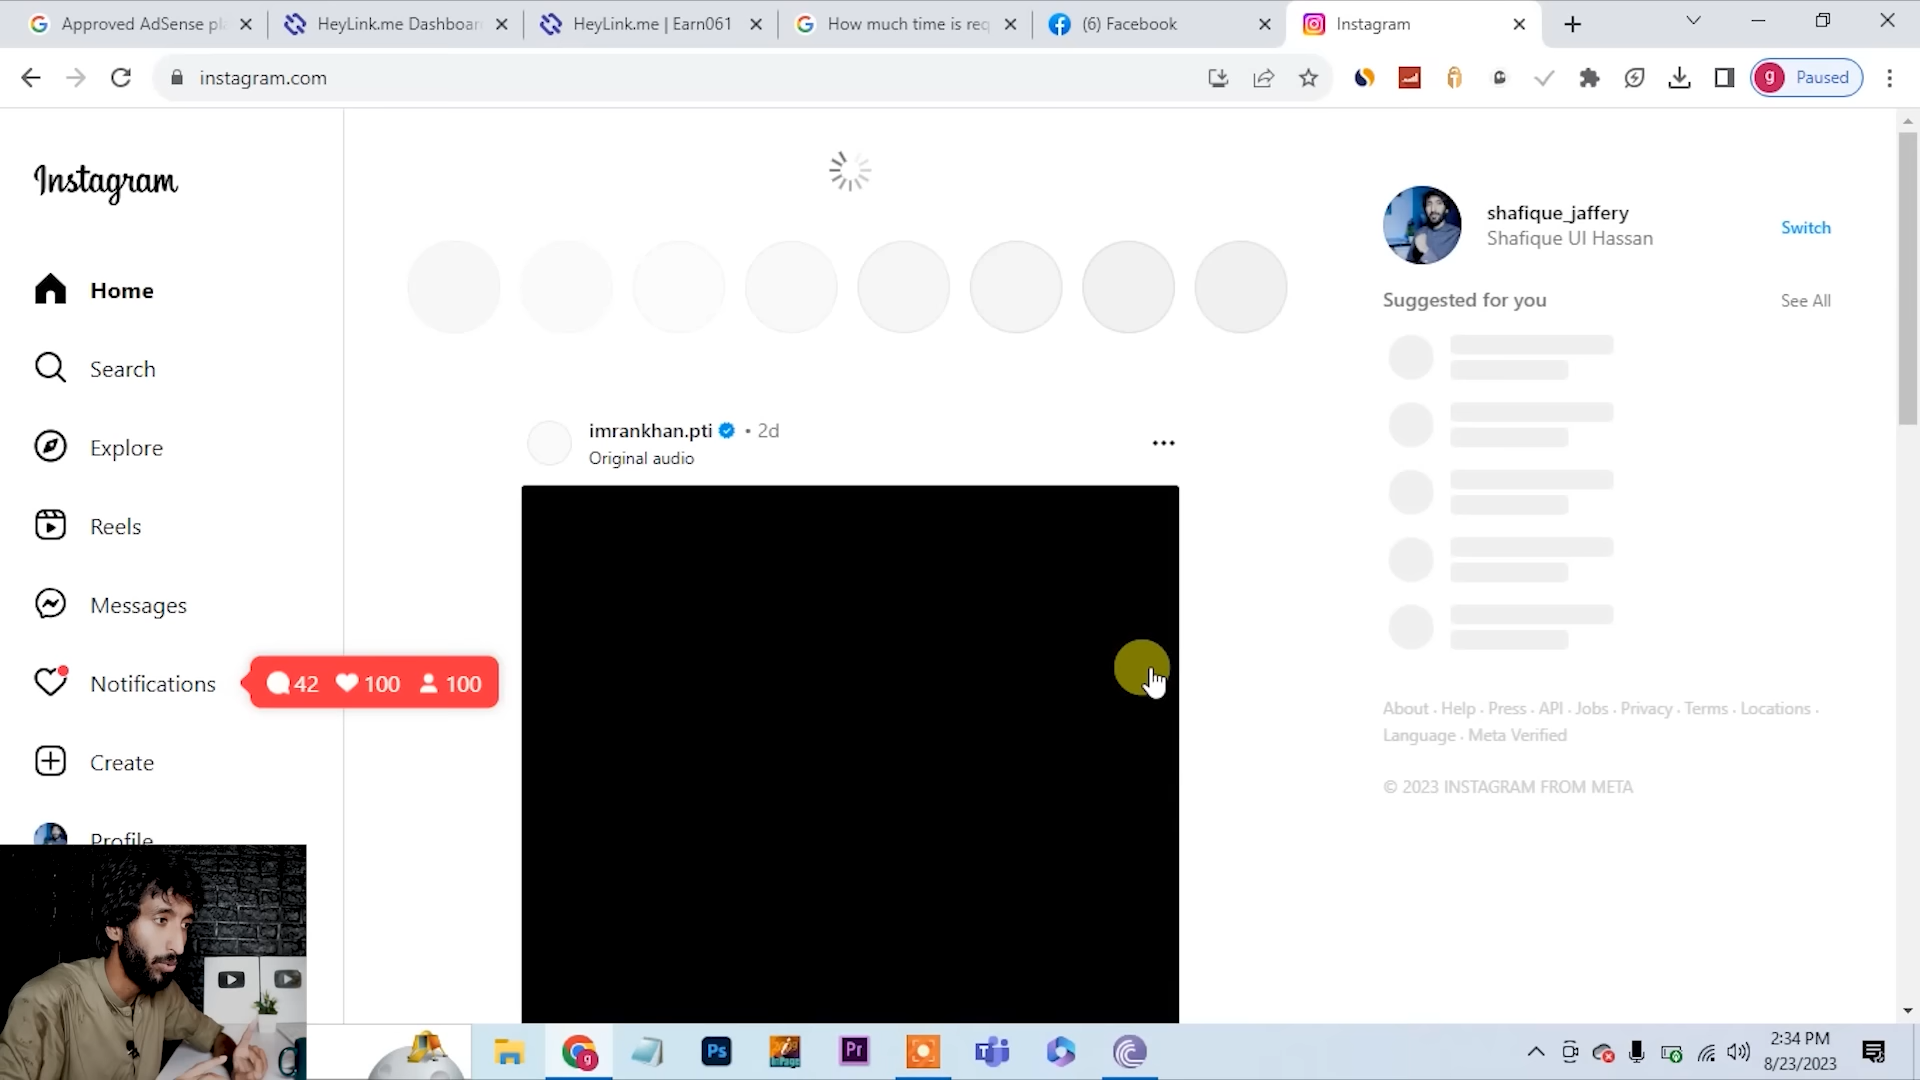 Approved AdSense pl
HeyLink.me Dashboar
HeyLink.me | Earn061
How much time is req
(6) Facebook
Instagram
instagram.com
g Paused
Instagram
Home
Search
Explore
Reels
Messages
Notifications
42 100 100
Create
Profile
imrankhan.pti • 2d
Original audio
shafique_jaffery
Shafique Ul Hassan
Switch
Suggested for you
See All
About · Help · Press · API · Jobs · Privacy · Terms · Locations ·
Language · Meta Verified
© 2023 INSTAGRAM FROM META
g
Ps
InPage
Pr
2:34 PM
8/23/2023